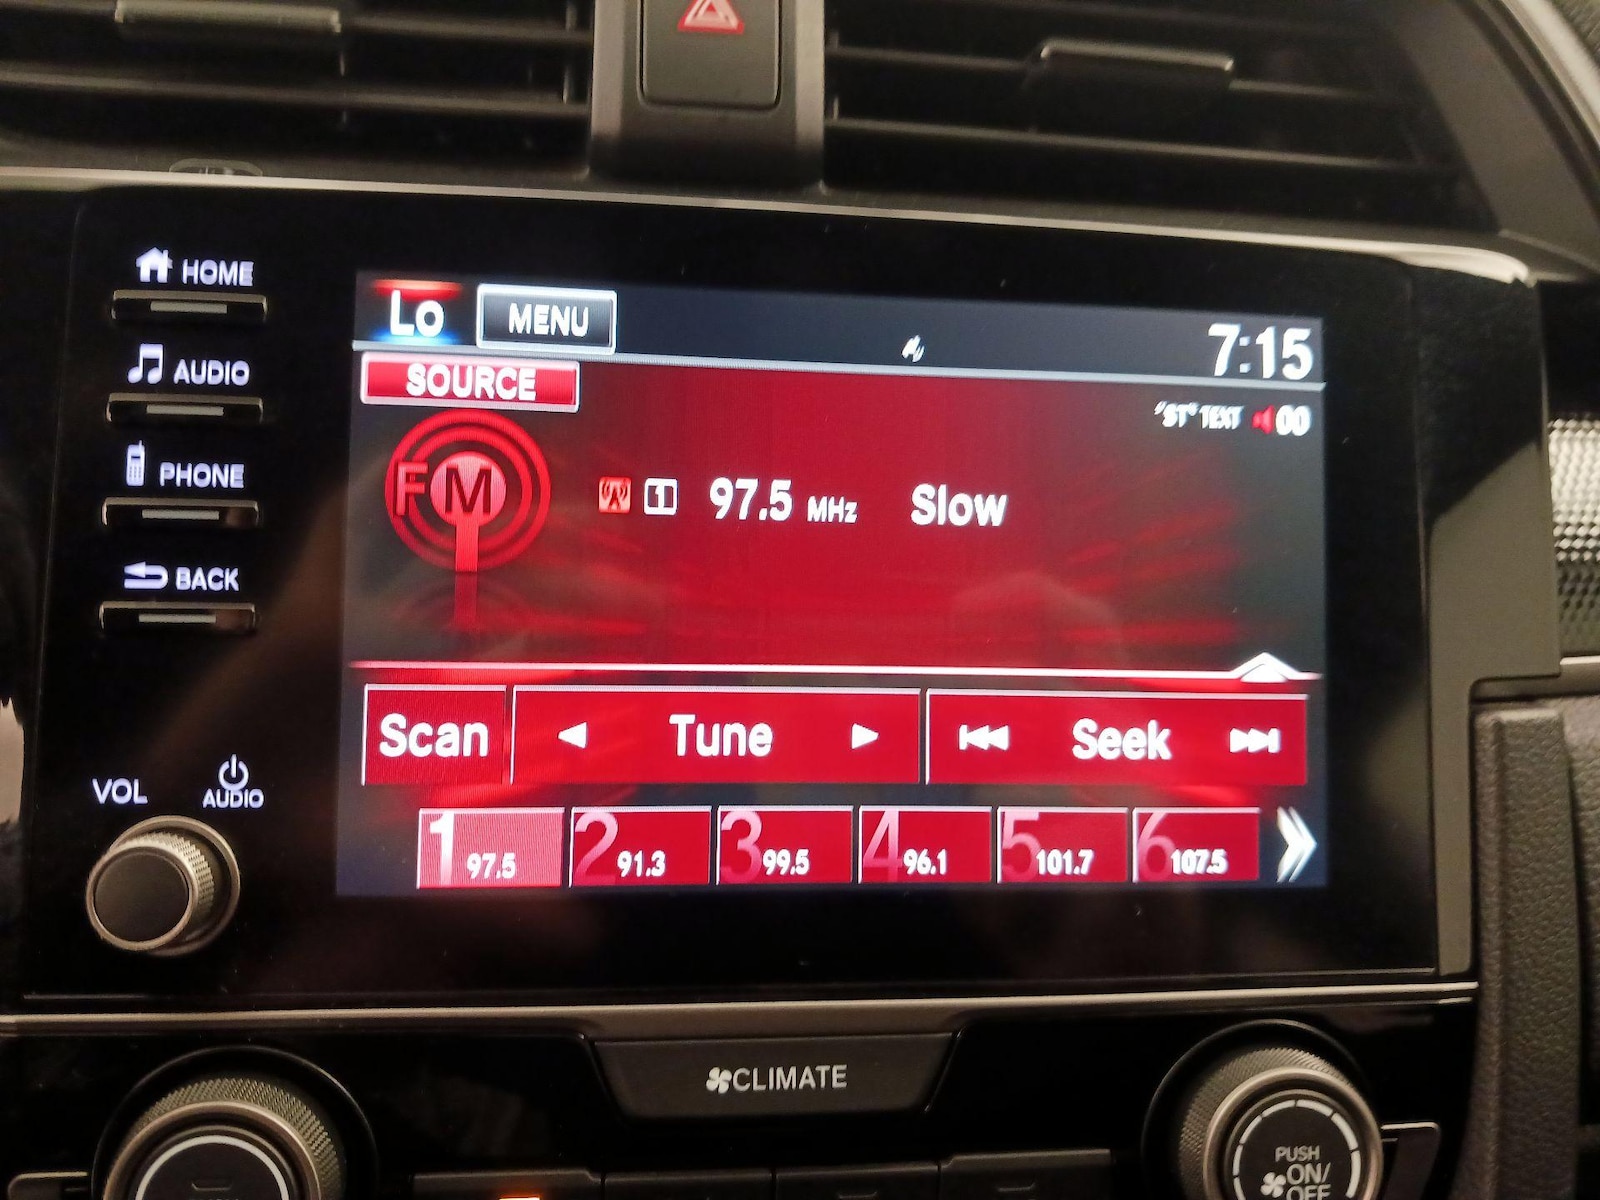 HOME
AUDIO
PHONE
BACK
VOL
AUDIO
Lo MENU 7:15
SOURCE
"ST" TEXT 00
FM 1 97.5 MHz Slow
Scan Tune Seek
1 97.5 2 91.3 3 99.5 4 96.1 5 101.7 6 107.5
CLIMATE
PUSH
ON/
OFF